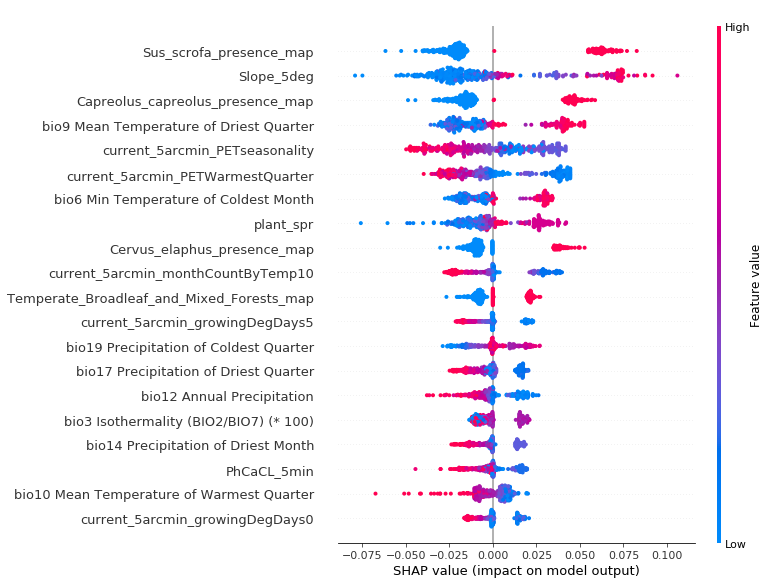 High
Sus_scrofa_presence_map
Slope_5deg
Capreolus_capreolus_presence_map
bio9 Mean Temperature of Driest Quarter
current_5arcmin_PETseasonality
current_5arcmin_PETWarmestQuarter
bio6 Min Temperature of Coldest Month
plant_spr
Cervus_elaphus_presence_map
current_5arcmin_monthCountByTemp10
Temperate_Broadleaf_and_Mixed_Forests_map
current_5arcmin_growingDegDays5
bio19 Precipitation of Coldest Quarter
bio17 Precipitation of Driest Quarter
bio12 Annual Precipitation
bio3 Isothermality (BIO2/BIO7) (* 100)
bio14 Precipitation of Driest Month
PhCaCL_5min
bio10 Mean Temperature of Warmest Quarter
current_5arcmin_growingDegDays0
Feature value
Low
−0.075 −0.050 −0.025 0.000 0.025 0.050 0.075 0.100
SHAP value (impact on model output)